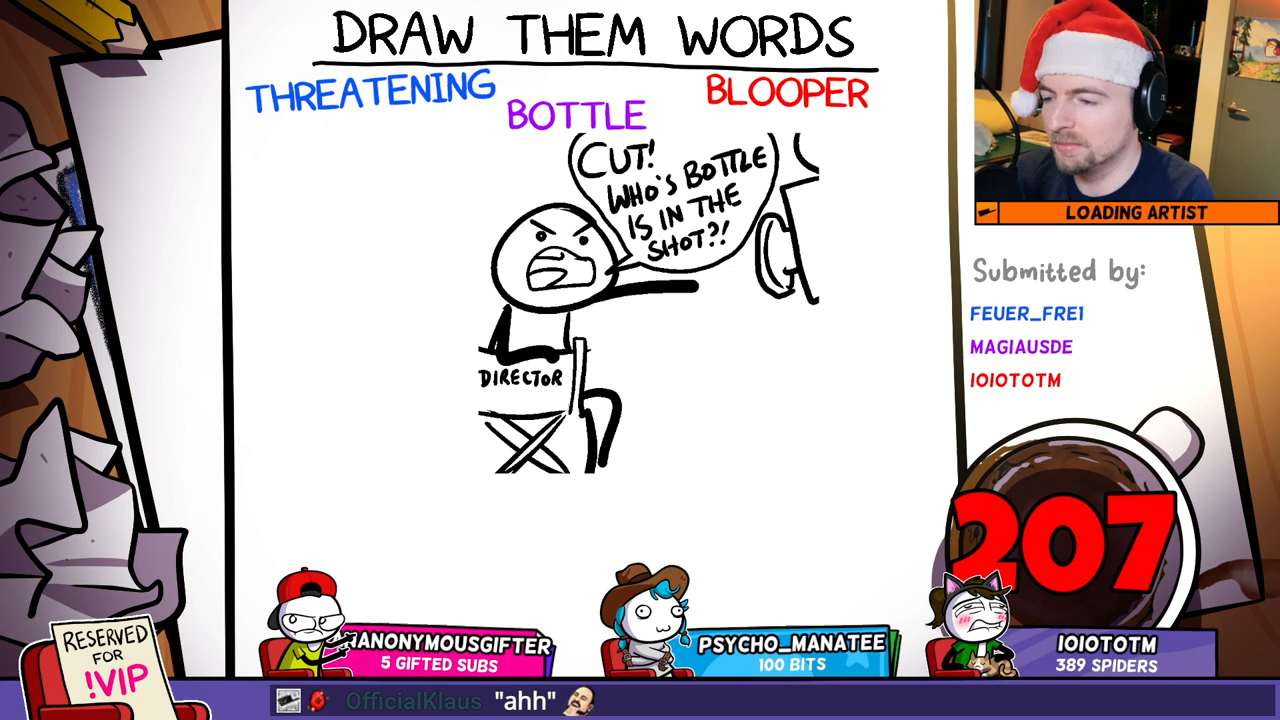 DRAW THEM WORDS
THREATENING
BOTTLE
BLOOPER
CUT!
WHO'S BOTTLE
IS IN THE
SHOT?!
DIRECTOR
LOADING ARTIST
Submitted by:
FEUER_FRE1
MAGIAUSDE
IOIOTOTM
207
RESERVED
FOR
!VIP
ANONYMOUSGIFTER
5 GIFTED SUBS
PSYCHO_MANATEE
100 BITS
IOIOTOTM
389 SPIDERS
OfficialKlaus "ahh"